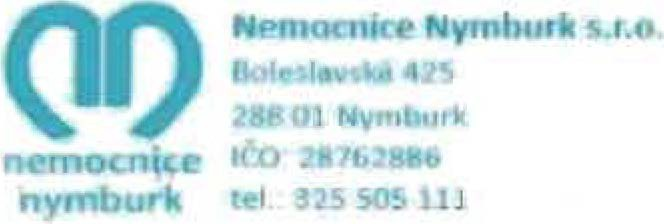 Nemocnice Nymburk s.r.o.
Boleslavská 425
288 01 Nymburk
IČO: 28762886
tel.: 325 505 111
nemocnice
nymburk